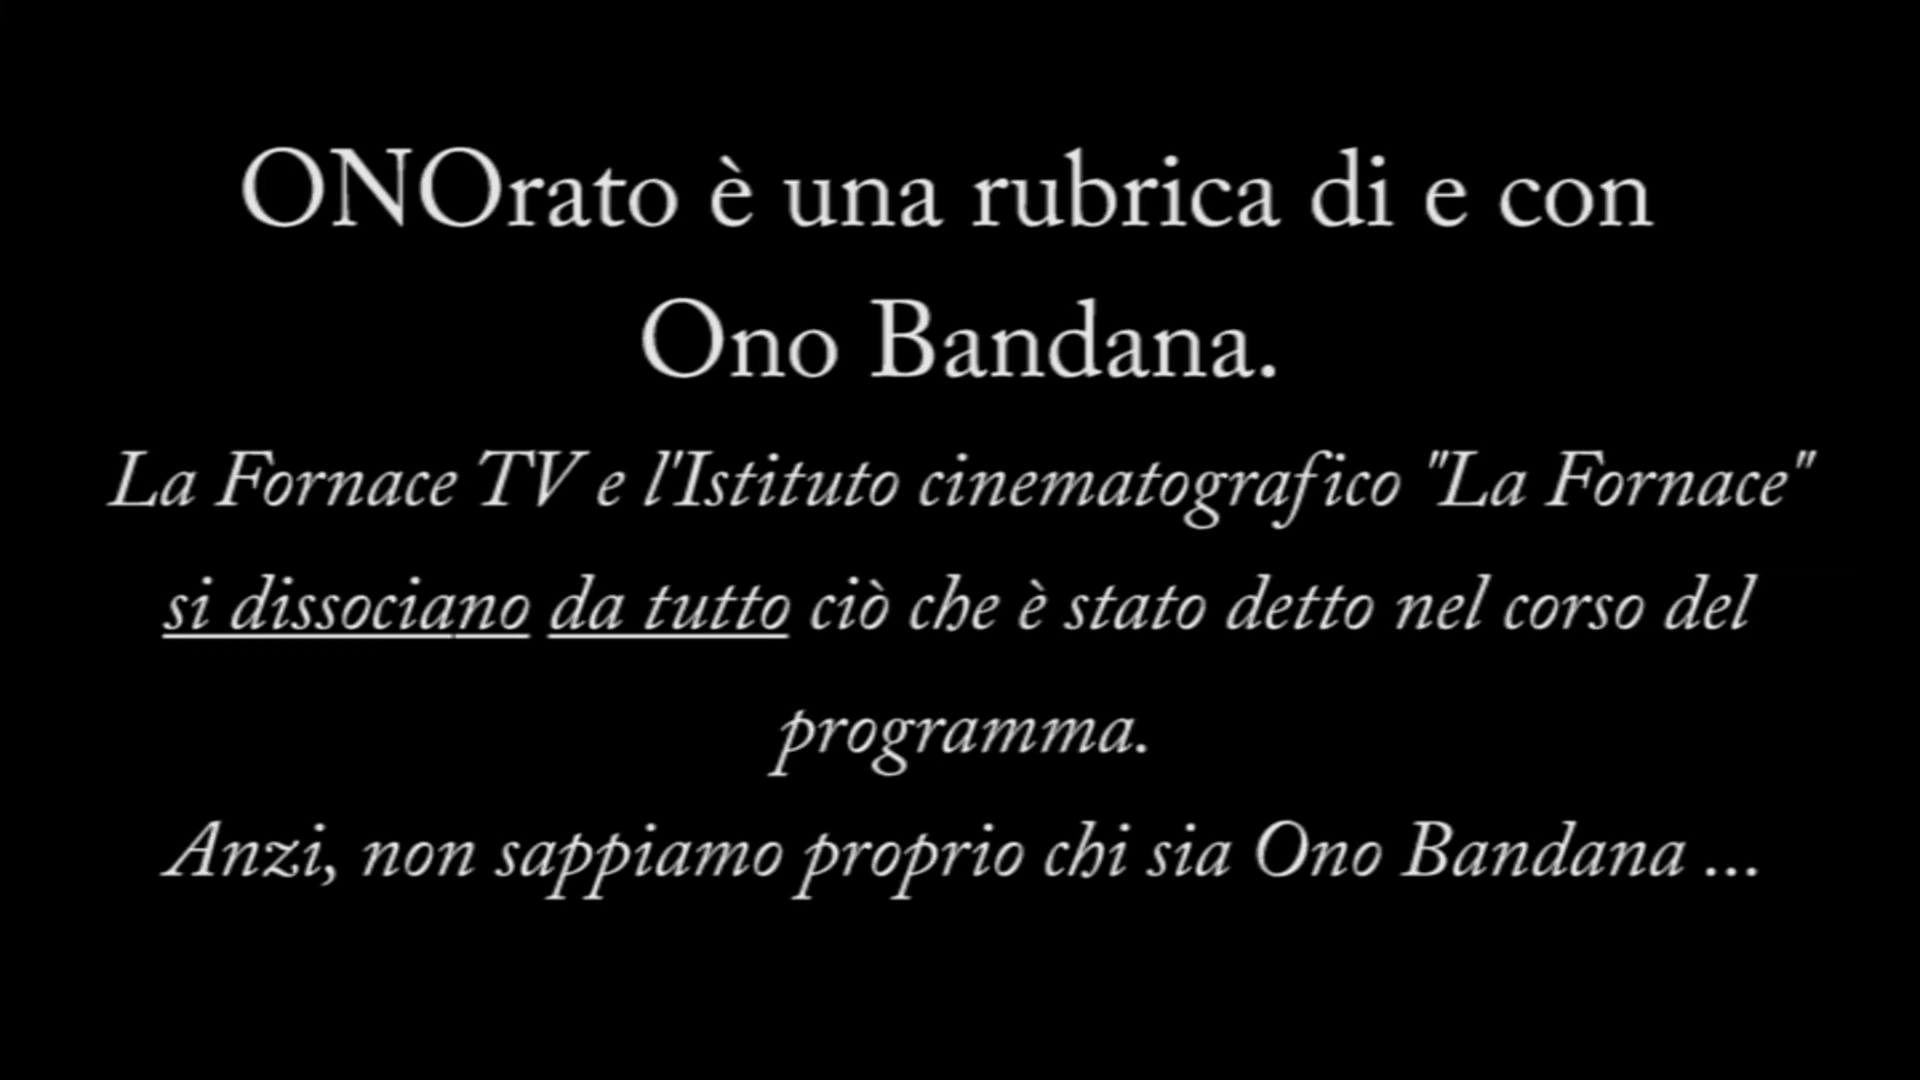 ONOrato è una rubrica di e con
Ono Bandana.
La Fornace TV e l'Istituto cinematografico "La Fornace"
si dissociano da tutto ciò che è stato detto nel corso del
programma.
Anzi, non sappiamo proprio chi sia Ono Bandana ...